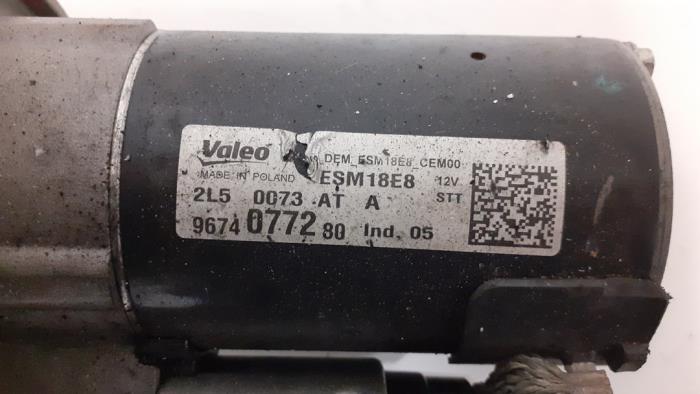 Valeo DEM_ESM18E8_CEM00
MADE IN POLAND ESM18E8 12V
2L5 0073 AT A STT
9674 0772 80 Ind. 05